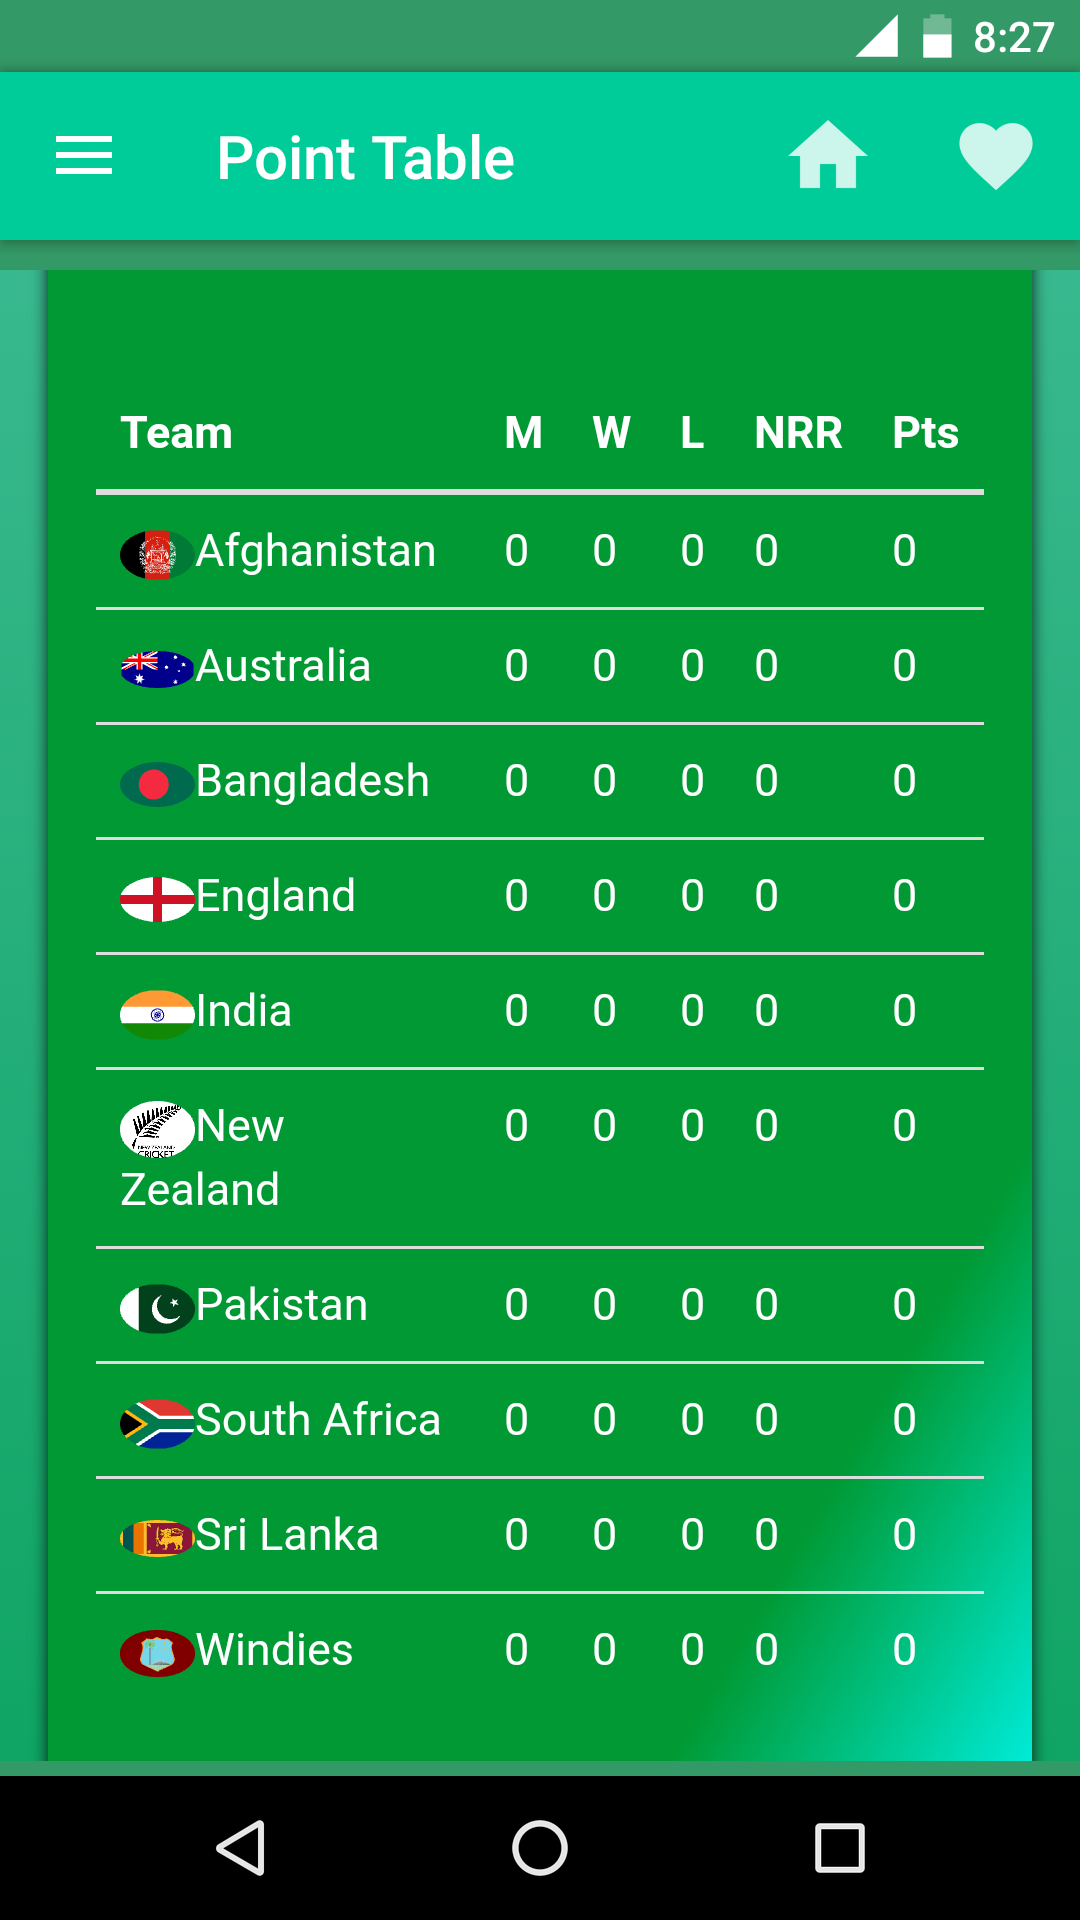 8:27
Point Table
Team M W L NRR Pts
Afghanistan 0 0 0 0 0
Australia 0 0 0 0 0
Bangladesh 0 0 0 0 0
England 0 0 0 0 0
India 0 0 0 0 0
New 0 0 0 0 0
NEW ZEALAND
CRICKET
Zealand
Pakistan 0 0 0 0 0
South Africa 0 0 0 0 0
Sri Lanka 0 0 0 0 0
Windies 0 0 0 0 0